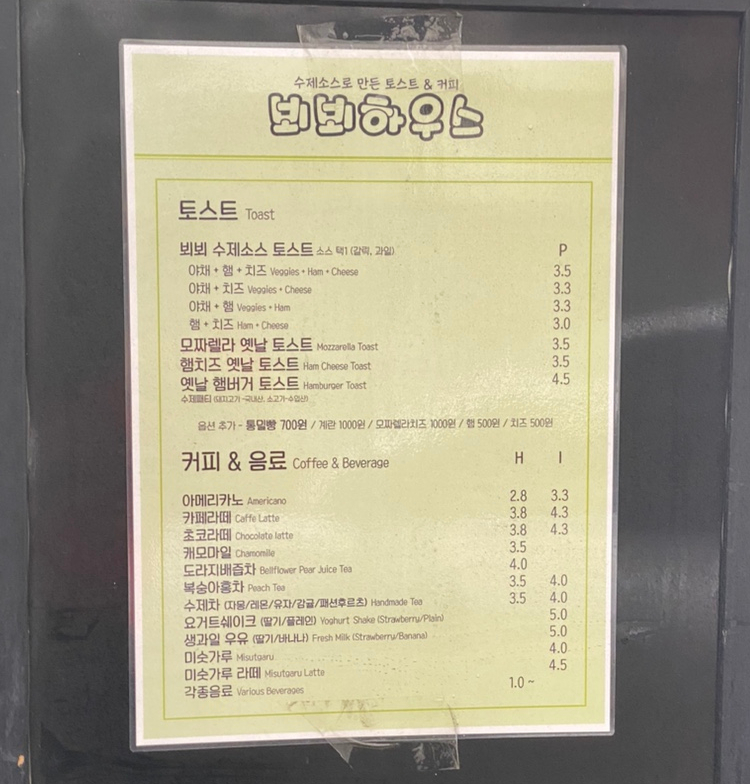 수제소스로 만든 토스트 & 커피
뵈뵈하우스
토스트 Toast
뵈뵈 수제소스 토스트 소스 택1 (갈릭, 과일) P
야채 + 햄 + 치즈 Veggies + Ham + Cheese 3.5
야채 + 치즈 Veggies + Cheese 3.3
야채 + 햄 Veggies + Ham 3.3
햄 + 치즈 Ham + Cheese 3.0
모짜렐라 옛날 토스트 Mozzarella Toast 3.5
햄치즈 옛날 토스트 Ham Cheese Toast 3.5
옛날 햄버거 토스트 Hamburger Toast 4.5
수제패티 (돼지고기-국내산, 소고기-수입산)
옵션 추가 - 통밀빵 700원 / 계란 1000원 / 모짜렐라치즈 1000원 / 햄 500원 / 치즈 500원
커피 & 음료 Coffee & Beverage H I
아메리카노 Americano 2.8 3.3
카페라떼 Caffe Latte 3.8 4.3
초코라떼 Chocolate latte 3.8 4.3
캐모마일 Chamomile 3.5
도라지배즙차 Bellflower Pear Juice Tea 4.0
복숭아홍차 Peach Tea 3.5 4.0
수제차 (자몽/레몬/유자/감귤/패션후르츠) Handmade Tea 3.5 4.0
요거트쉐이크 (딸기/플레인) Yoghurt Shake (Strawberry/Plain) 5.0
생과일 우유 (딸기/바나나) Fresh Milk (Strawberry/Banana) 5.0
미숫가루 Misutgaru 4.0
미숫가루 라떼 Misutgaru Latte 4.5
각종음료 Various Beverages 1.0 ~